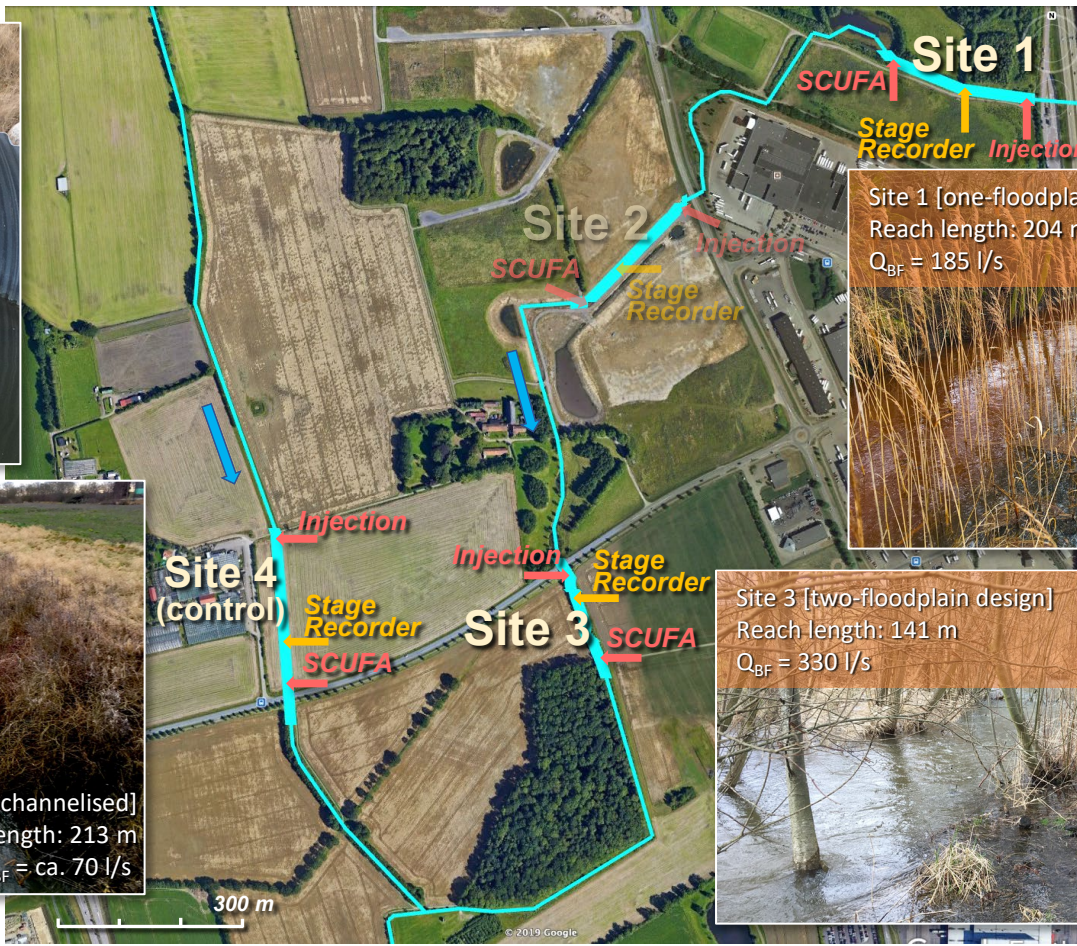 N
Site 1
SCUFA
Stage
Recorder
Injection
Site 1 [one-floodpla
Reach length: 204 m
QBF = 185 l/s
Site 2
Injection
SCUFA
Stage
Recorder
Injection
Site 4
(control)
Stage
Recorder
SCUFA
Injection
Stage
Recorder
Site 3
SCUFA
Site 3 [two-floodplain design]
Reach length: 141 m
QBF = 330 l/s
channelised]
ength: 213 m
BF = ca. 70 l/s
300 m
© 2019 Google